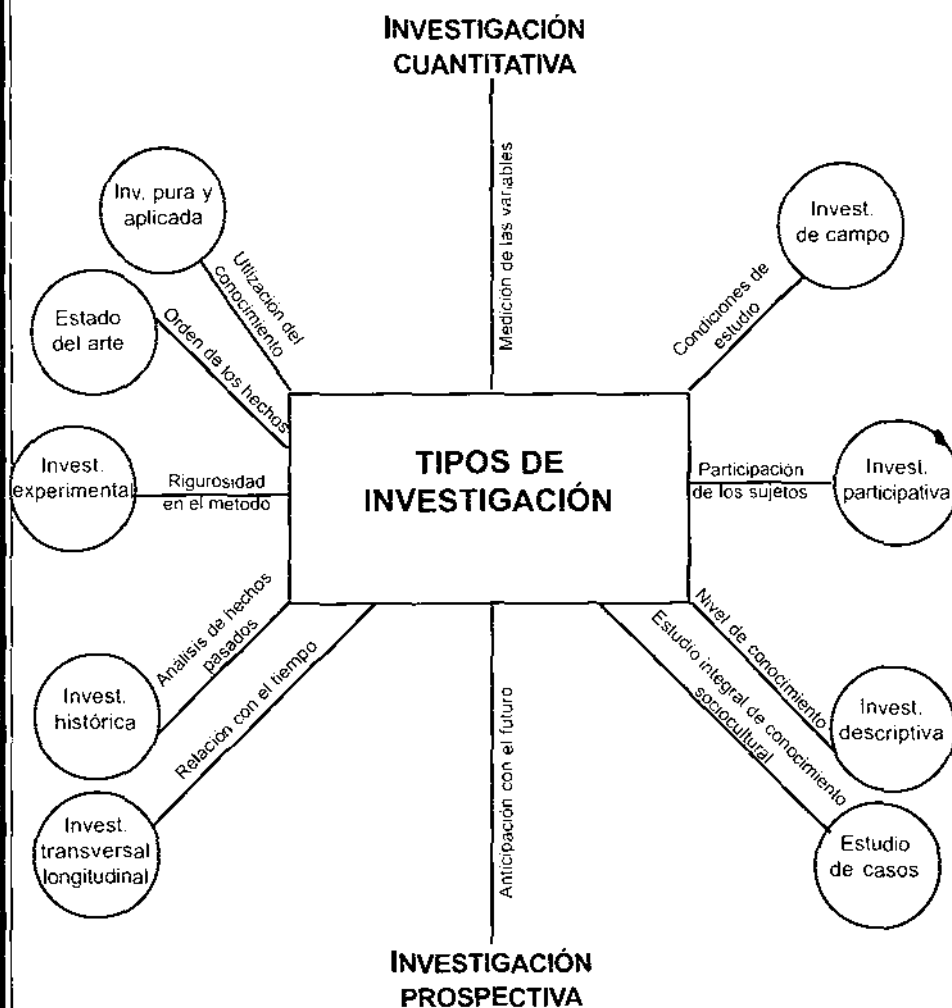 INVESTIGACIÓN
CUANTITATIVA
Medición de las variables
Inv. pura y
aplicada
Utilización del
conocimiento
Invest.
de campo
Condiciones de
estudio
Estado
del arte
Orden de los hechos
TIPOS DE
INVESTIGACIÓN
Invest.
experimental
Rigurosidad
en el metodo
Participación
de los sujetos
Invest.
participativa
Análisis de hechos
pasados
Invest.
histórica
Relación con el tiempo
Invest.
transversal
longitudinal
Anticipación con el futuro
Nivel de conocimiento
Invest.
descriptiva
Estudio integral de conocimiento
sociocultural
Estudio
de casos
INVESTIGACIÓN
PROSPECTIVA